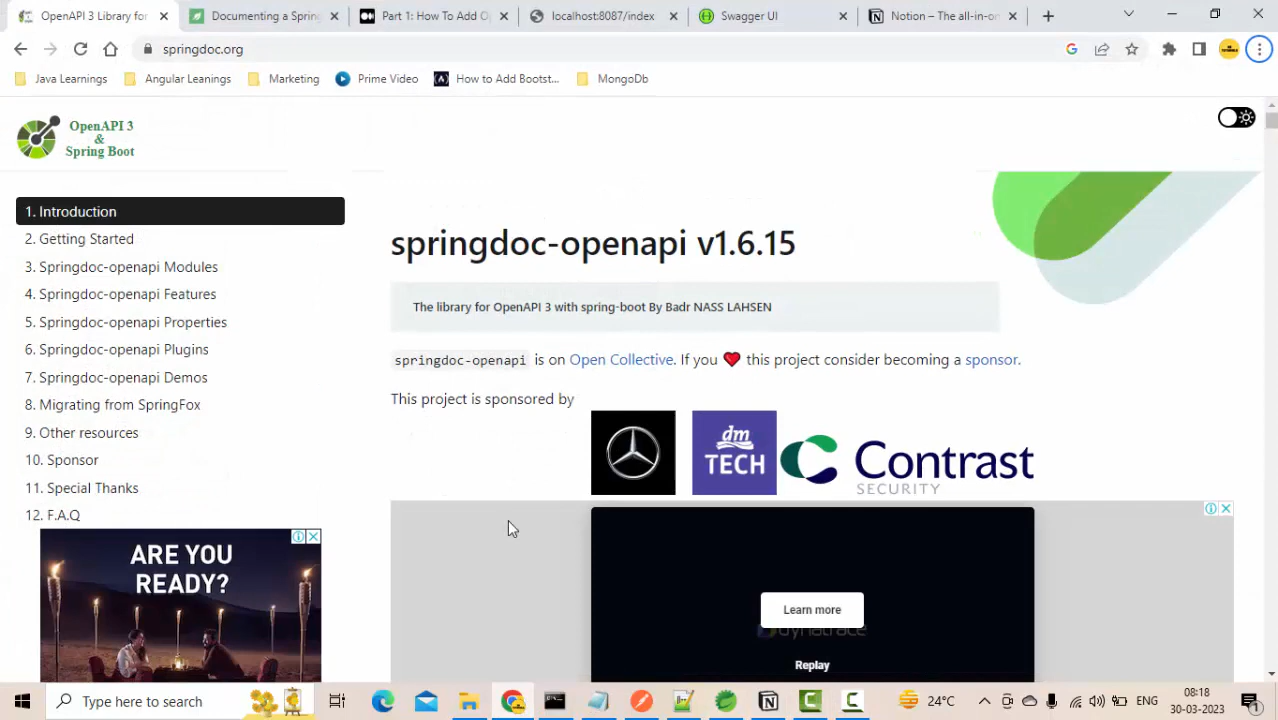 OpenAPI 3 Library for
Documenting a Spring
Part 1: How To Add O
localhost:8087/index
Swagger UI
Notion – The all-in-on
springdoc.org
Java Learnings
Angular Leanings
Marketing
Prime Video
How to Add Bootst...
MongoDb
OpenAPI 3
&
Spring Boot
1. Introduction
2. Getting Started
3. Springdoc-openapi Modules
4. Springdoc-openapi Features
5. Springdoc-openapi Properties
6. Springdoc-openapi Plugins
7. Springdoc-openapi Demos
8. Migrating from SpringFox
9. Other resources
10. Sponsor
11. Special Thanks
12. F.A.Q
ARE YOU
READY?
springdoc-openapi v1.6.15
The library for OpenAPI 3 with spring-boot By Badr NASS LAHSEN
springdoc-openapi is on Open Collective. If you ❤ this project consider becoming a sponsor.
This project is sponsored by
dm
TECH
Contrast
SECURITY
Learn more
dynatrace
Replay
Type here to search
24°C
ENG
08:18
30-03-2023
1